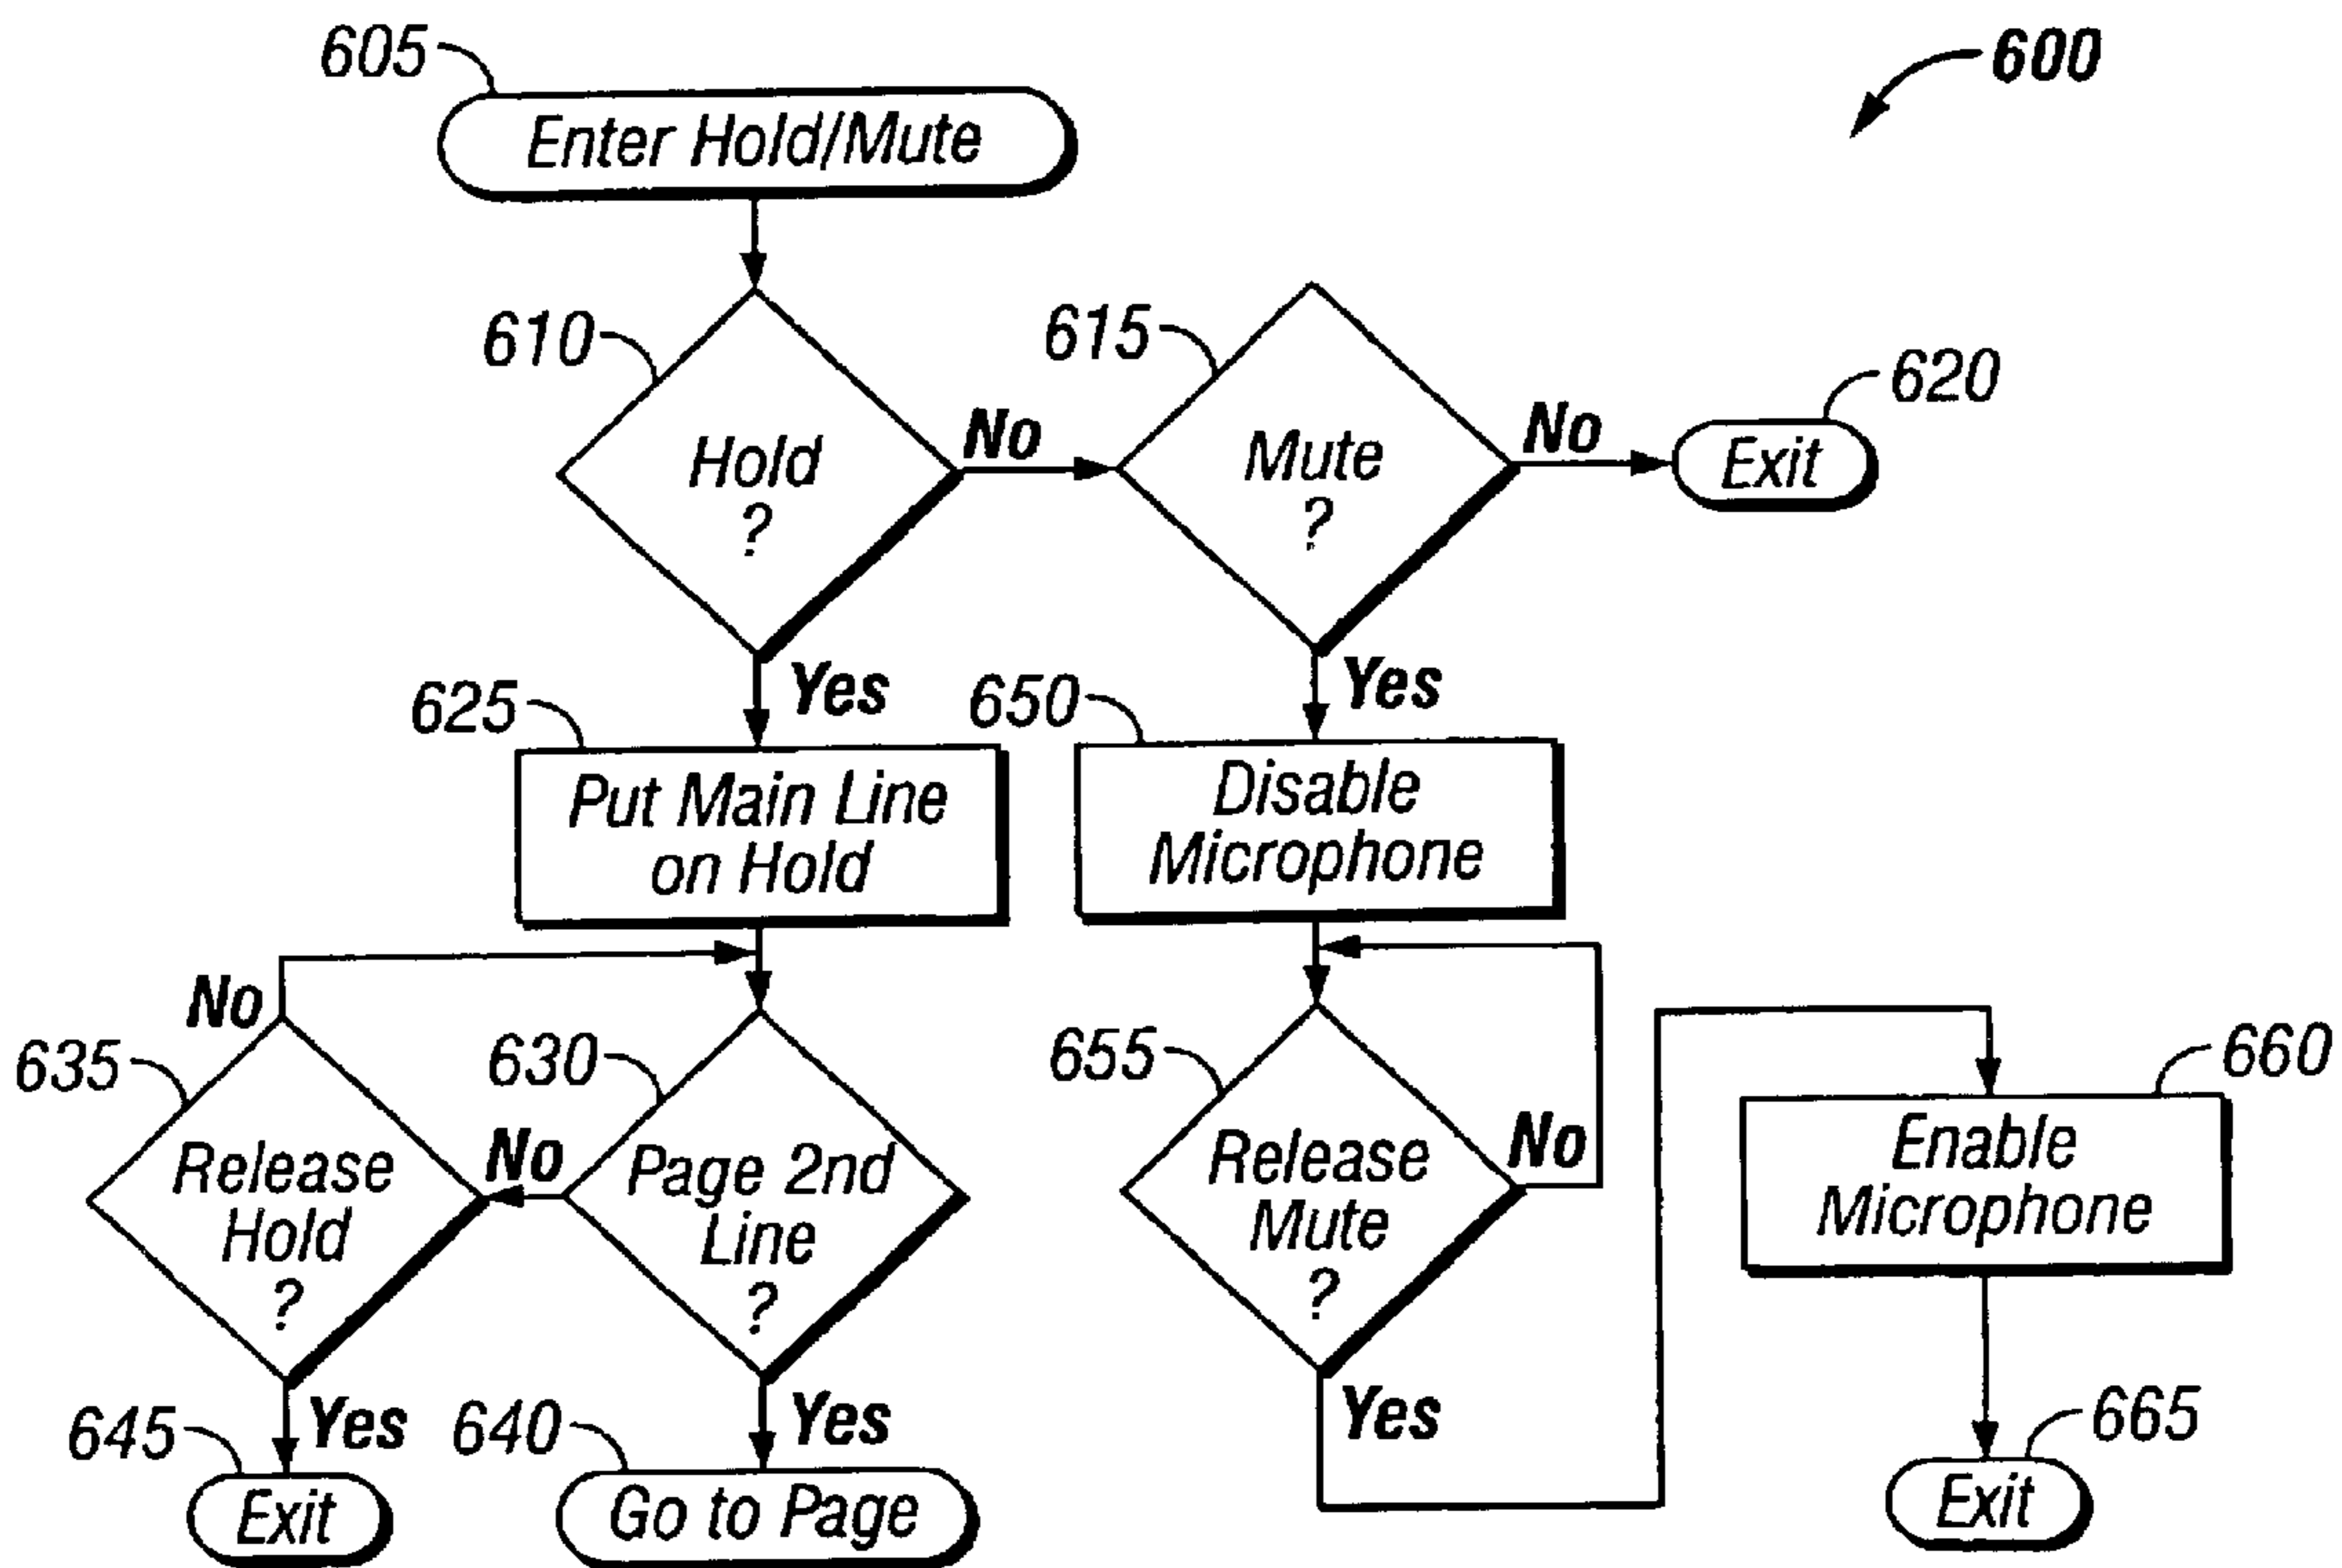 605
600
Enter Hold/Mute
610
615
620
Hold
?
No
Mute
?
No
Exit
Yes
Yes
625
650
Put Main Line
on Hold
Disable
Microphone
No
635
630
655
660
Release
Hold
?
No
Page 2nd
Line
?
Release
Mute
?
No
Enable
Microphone
Yes
Yes
Yes
645
640
665
Exit
Go to Page
Exit